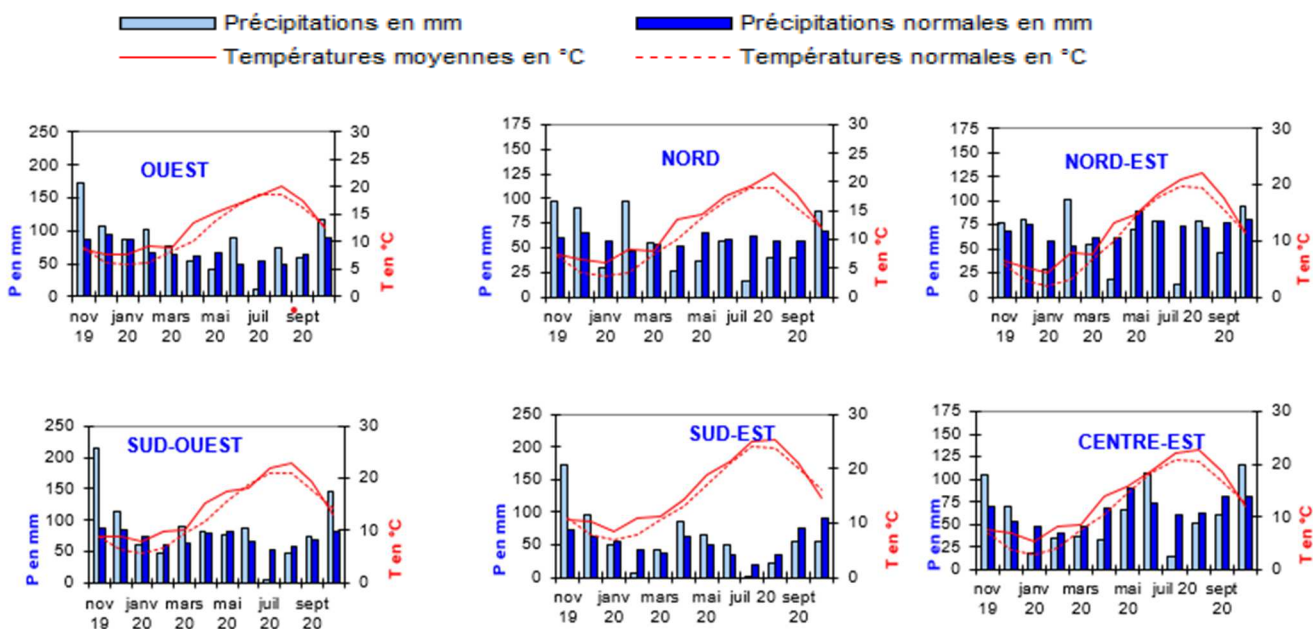 Précipitations en mm Précipitations normales en mm
Températures moyennes en °C Températures normales en °C
OUEST
P en mm
250
200
150
100
50
0
30
25
20
15
10
5
0
T en °C
nov janv mars mai juil sept
19 20 20 20 20 20
NORD
P en mm
175
150
125
100
75
50
25
0
30
25
20
15
10
5
0
T en °C
nov janv mars mai juil 20 sept
19 20 20 20 20
NORD-EST
P en mm
175
150
125
100
75
50
25
0
30
20
10
0
T en °C
nov janv mars mai juil 20 sept
19 20 20 20 20
SUD-OUEST
P en mm
250
200
150
100
50
0
30
20
10
0
T en °C
nov janv mars mai juil sept
19 20 20 20 20 20
SUD-EST
P en mm
250
200
150
100
50
0
30
20
10
0
T en °C
nov janv mars mai juil 20 sept
19 20 20 20 20
CENTRE-EST
P en mm
175
150
125
100
75
50
25
0
30
20
10
0
T en °C
nov janv mars mai juil 20 sept
19 20 20 20 20